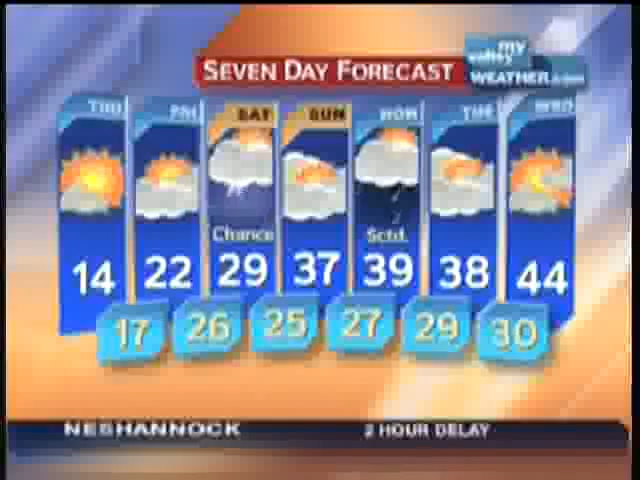 my
valley
SEVEN DAY FORECAST
WEATHER.com
THU FRI SAT SUN MON TUE WED
Chance Sctd.
14 22 29 37 39 38 44
17 26 25 27 29 30
NESHANNOCK 2 HOUR DELAY